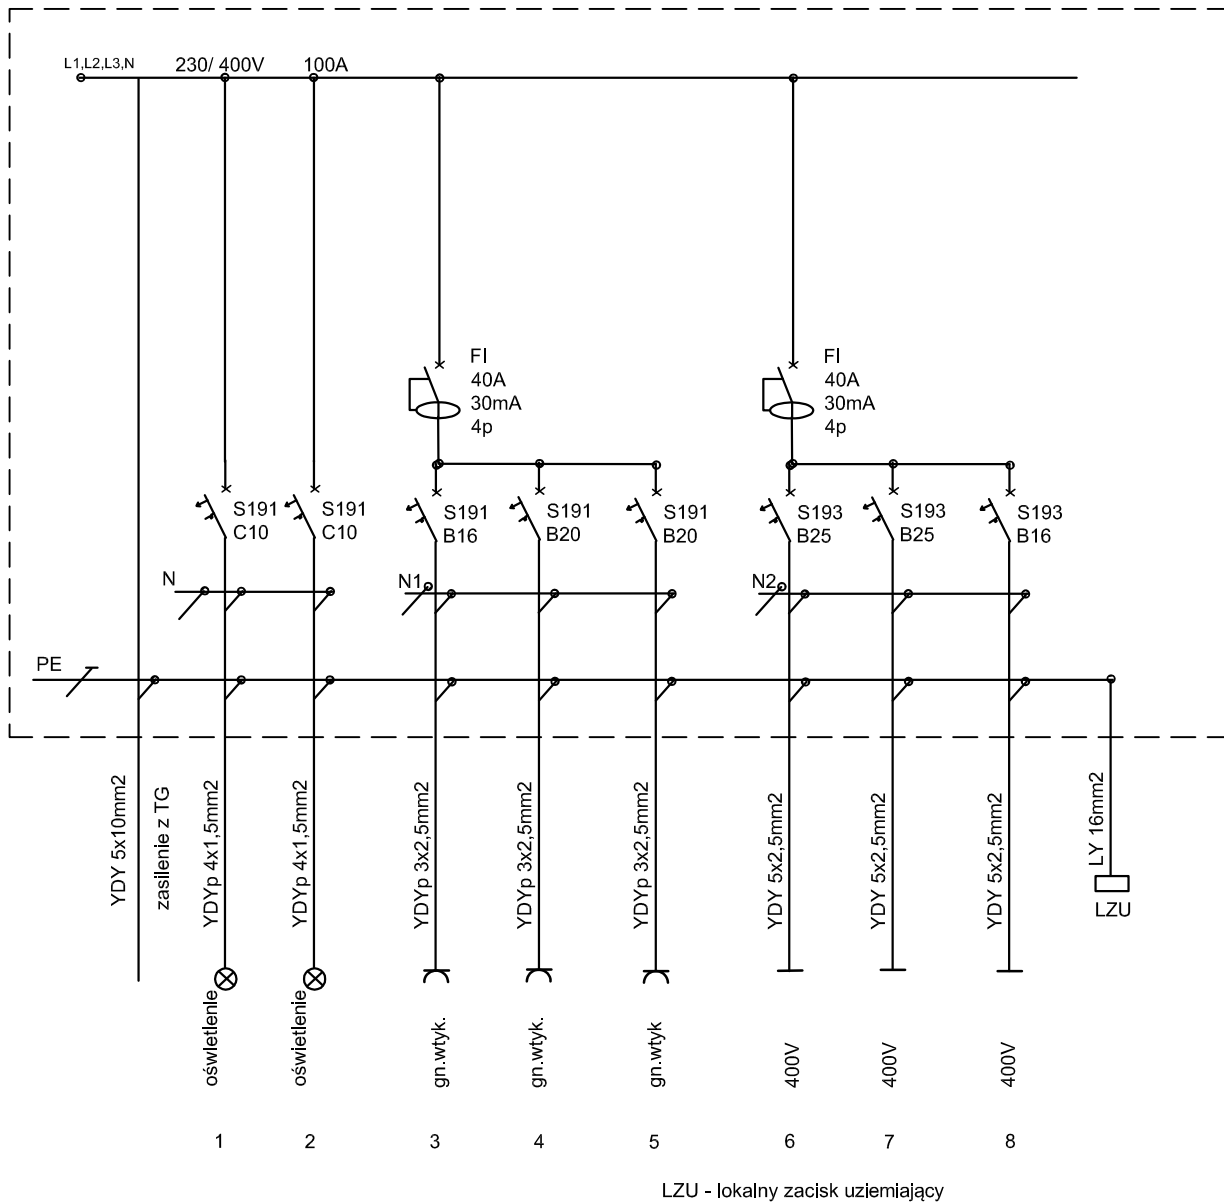 L1,L2,L3,N
230/ 400V
100A
FI
40A
30mA
4p
FI
40A
30mA
4p
S191
C10
S191
C10
S191
B16
S191
B20
S191
B20
S193
B25
S193
B25
S193
B16
N
N1
N2
PE
YDY 5x10mm2
zasilenie z TG
YDYp 4x1,5mm2
YDYp 4x1,5mm2
YDYp 3x2,5mm2
YDYp 3x2,5mm2
YDYp 3x2,5mm2
YDY 5x2,5mm2
YDY 5x2,5mm2
YDY 5x2,5mm2
LY 16mm2
LZU
oświetlenie
oświetlenie
gn.wtyk.
gn.wtyk.
gn.wtyk
400V
400V
400V
1
2
3
4
5
6
7
8
LZU - lokalny zacisk uziemiający